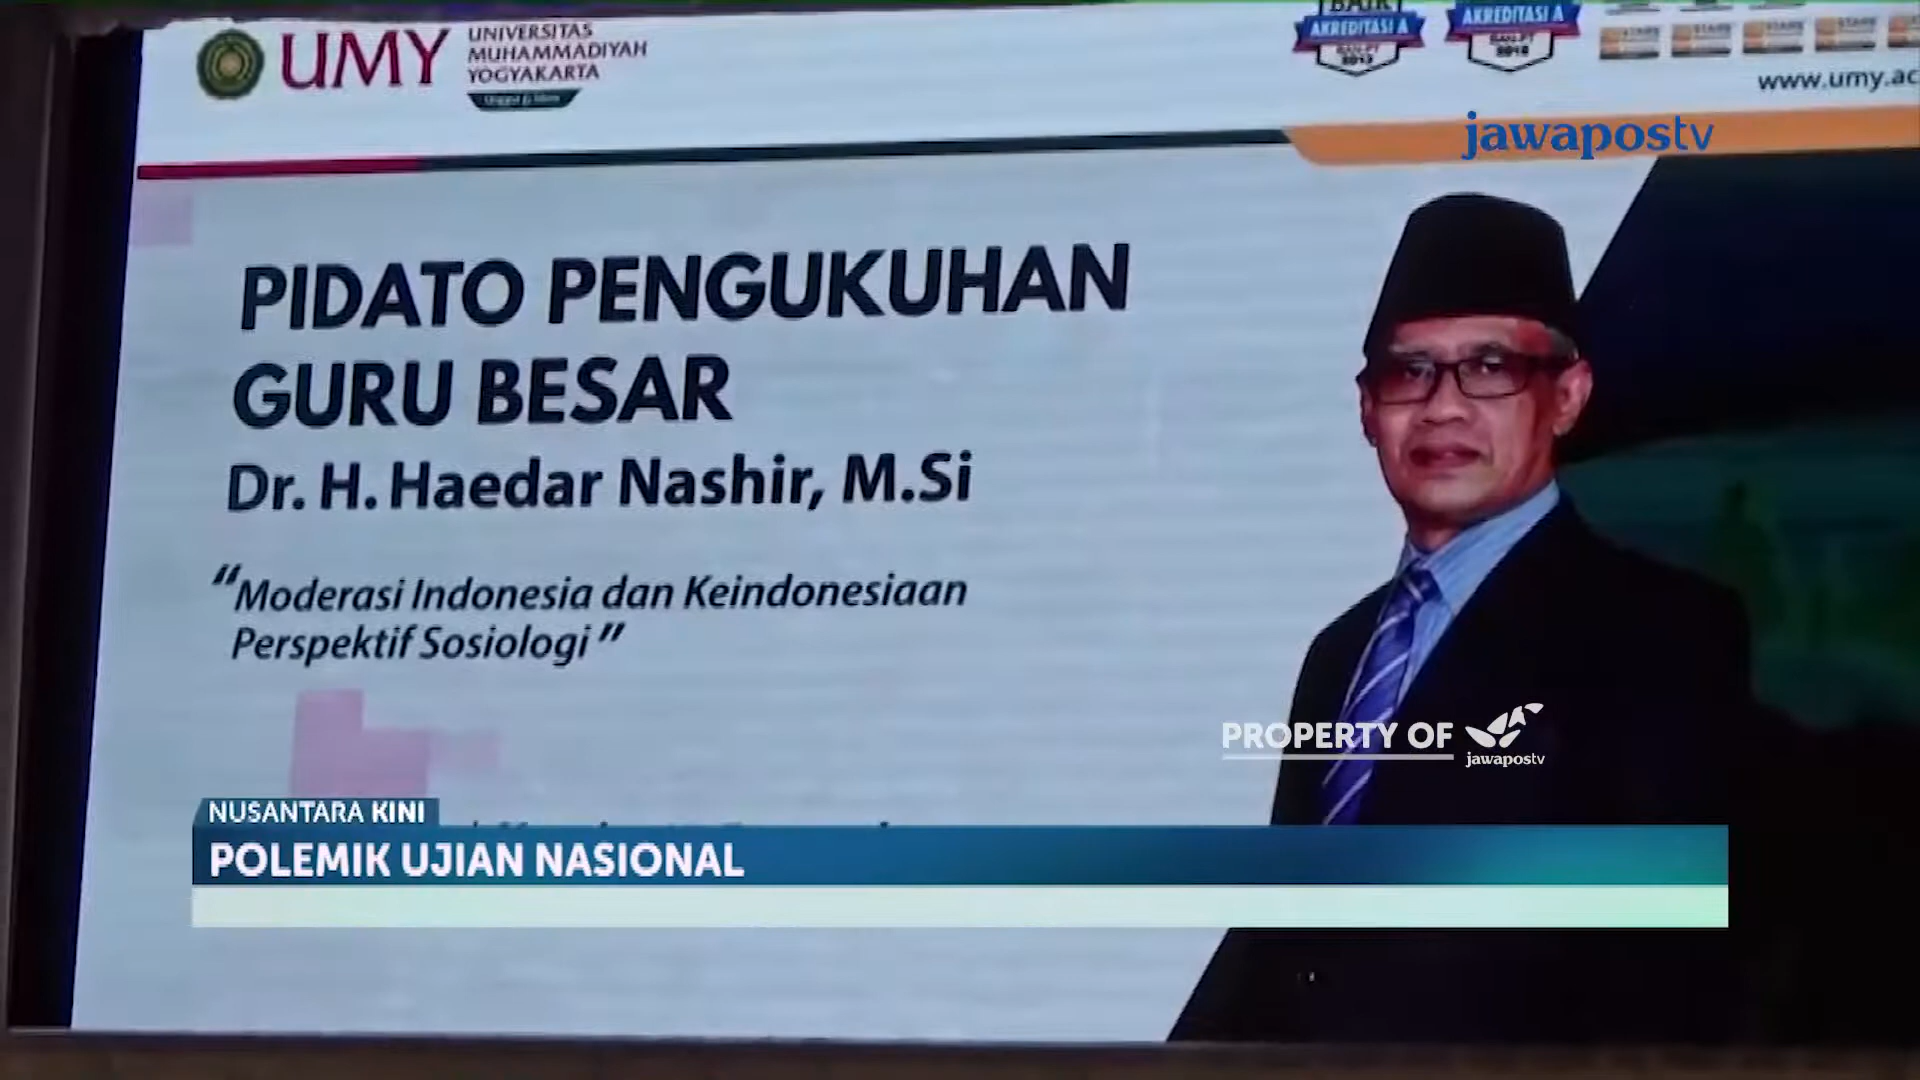 UMY
UNIVERSITAS
MUHAMMADIYAH
YOGYAKARTA
BAIK
AKREDITASI A
AKREDITASI A
www.umy.ac
jawapostv
PIDATO PENGUKUHAN
GURU BESAR
Dr. H. Haedar Nashir, M.Si
“Moderasi Indonesia dan Keindonesiaan
Perspektif Sosiologi”
PROPERTY OF jawapostv
NUSANTARA KINI
POLEMIK UJIAN NASIONAL